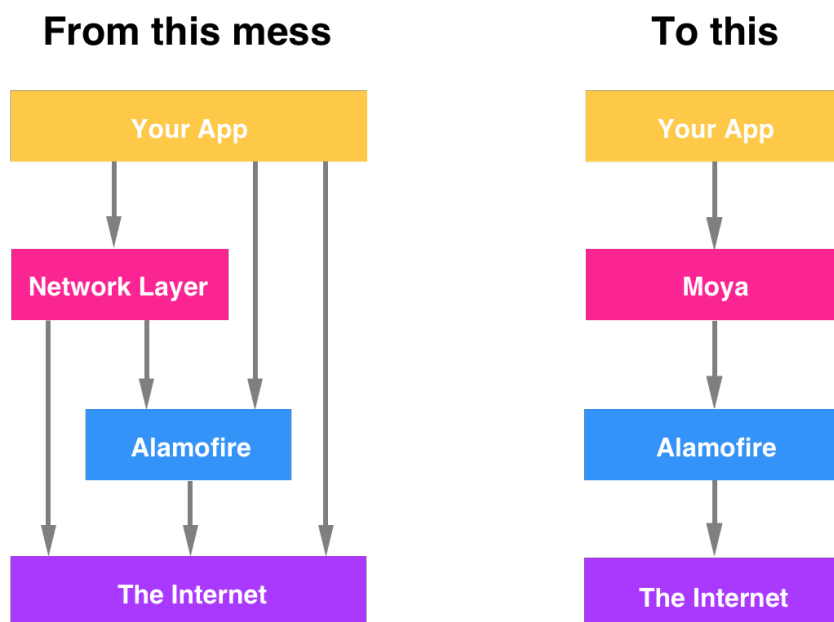 From this mess
Your App
Network Layer
Alamofire
The Internet
To this
Your App
Moya
Alamofire
The Internet